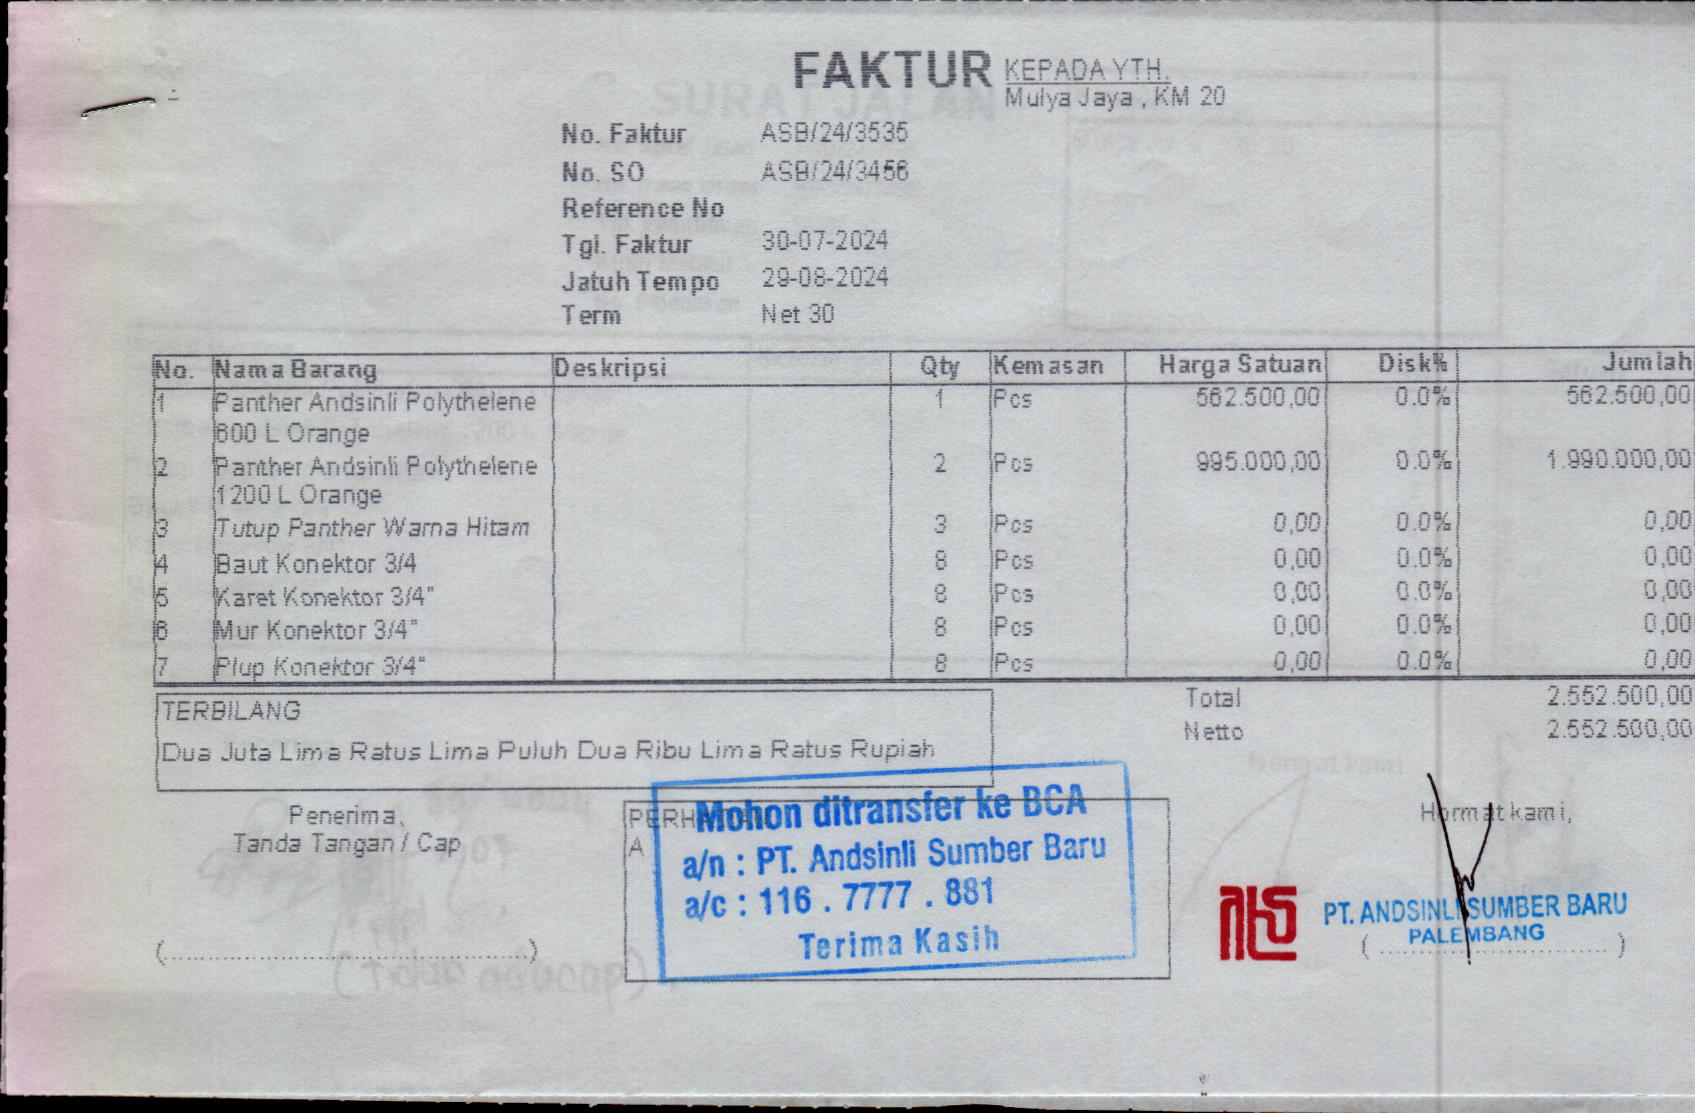 FAKTUR
KEPADA YTH.
Mulya Jaya , KM 20
No. Faktur ASB/24/3535
No. SO ASB/24/3456
Reference No
Tgl. Faktur 30-07-2024
Jatuh Tempo 29-08-2024
Term Net 30
No. Nama Barang Deskripsi Qty Kemasan Harga Satuan Disk% Jumlah
1 Panther Andsinli Polythelene 1 Pcs 562.500,00 0.0% 562.500,00
600 L Orange
2 Panther Andsinli Polythelene 2 Pcs 995.000,00 0.0% 1.990.000,00
1200 L Orange
3 Tutup Panther Warna Hitam 3 Pcs 0,00 0.0% 0,00
4 Baut Konektor 3/4 8 Pcs 0,00 0.0% 0,00
5 Karet Konektor 3/4" 8 Pcs 0,00 0.0% 0,00
6 Mur Konektor 3/4" 8 Pcs 0,00 0.0% 0,00
7 Plup Konektor 3/4" 8 Pcs 0,00 0.0% 0,00
Total 2.552.500,00
Netto 2.552.500,00
TERBILANG
Dua Juta Lima Ratus Lima Puluh Dua Ribu Lima Ratus Rupiah
Penerima,
Tanda Tangan / Cap
(..........................................)
PERH
A
Mohon ditransfer ke BCA
a/n : PT. Andsinli Sumber Baru
a/c : 116 . 7777 . 881
Terima Kasih
Hormat kami,
PT. ANDSINLI SUMBER BARU
PALEMBANG
(..............................)